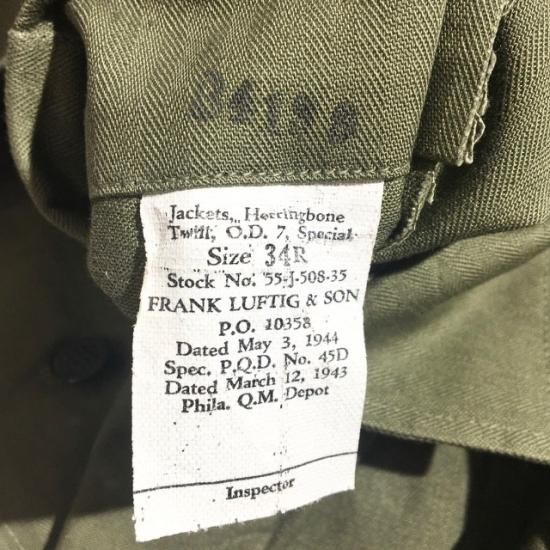 Jackets, Herringbone
Twill, O.D. 7, Special
Size 34R
Stock No. 55-J-508-35
FRANK LUFTIG & SON
P.O. 10358
Dated May 3, 1944
Spec. P.Q.D. No. 45D
Dated March 12, 1943
Phila. Q.M. Depot
Inspector